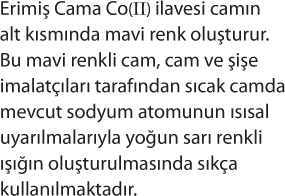 Erimiş Cama Co(II) ilavesi camın
alt kısmında mavi renk oluşturur.
Bu mavi renkli cam, cam ve şişe
imalatçıları tarafından sıcak camda
mevcut sodyum atomunun ısısal
uyarılmalarıyla yoğun sarı renkli
ışığın oluşturulmasında sıkça
kullanılmaktadır.